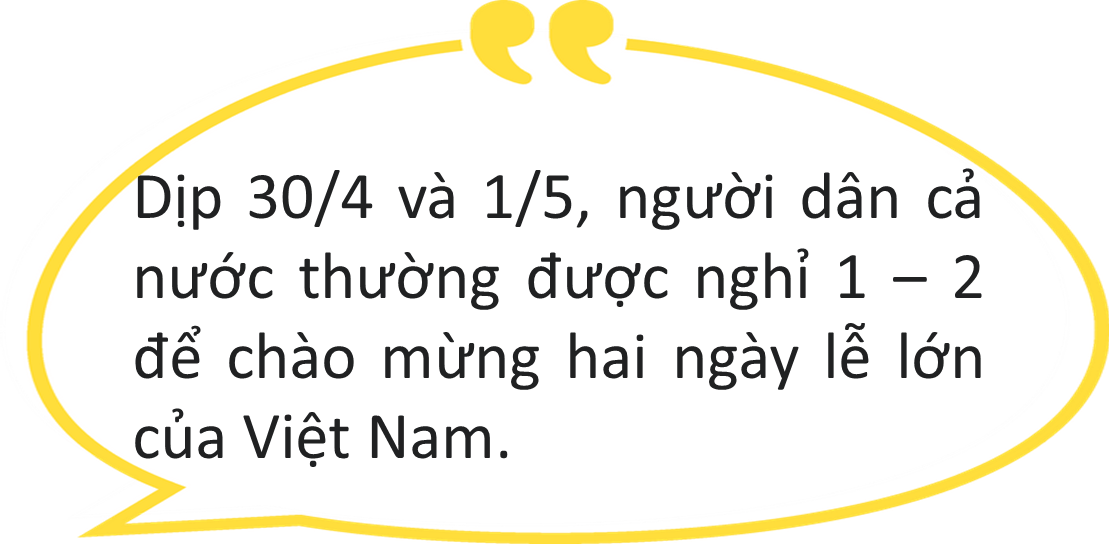 Dịp 30/4 và 1/5, người dân cả
nước thường được nghỉ 1 – 2
để chào mừng hai ngày lễ lớn
của Việt Nam.